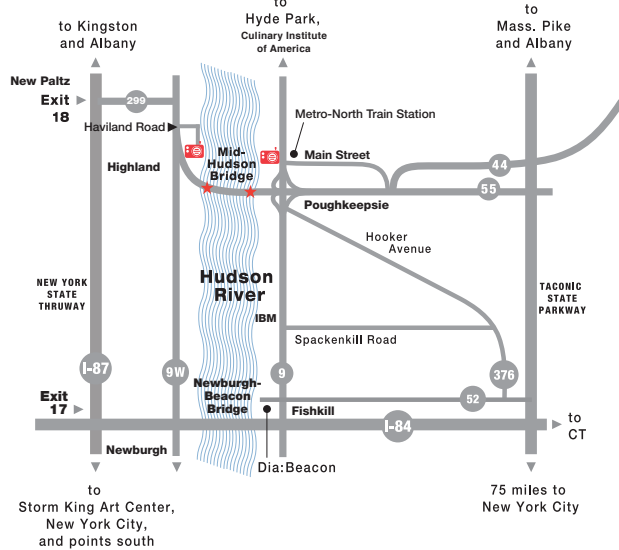 to
Hyde Park,
Culinary Institute
of America
to Kingston
and Albany
to
Mass. Pike
and Albany
New Paltz
Exit
18
299
Haviland Road
Metro-North Train Station
Mid-
Hudson
Bridge
Main Street
Highland
44
55
Poughkeepsie
Hooker
Avenue
Hudson
River
NEW YORK
STATE
THRUWAY
TACONIC
STATE
PARKWAY
IBM
Spackenkill Road
I-87
9W
9
376
Exit
17
Newburgh-
Beacon
Bridge
52
Fishkill
I-84
to
CT
Newburgh
Dia:Beacon
to
Storm King Art Center,
New York City,
and points south
75 miles to
New York City